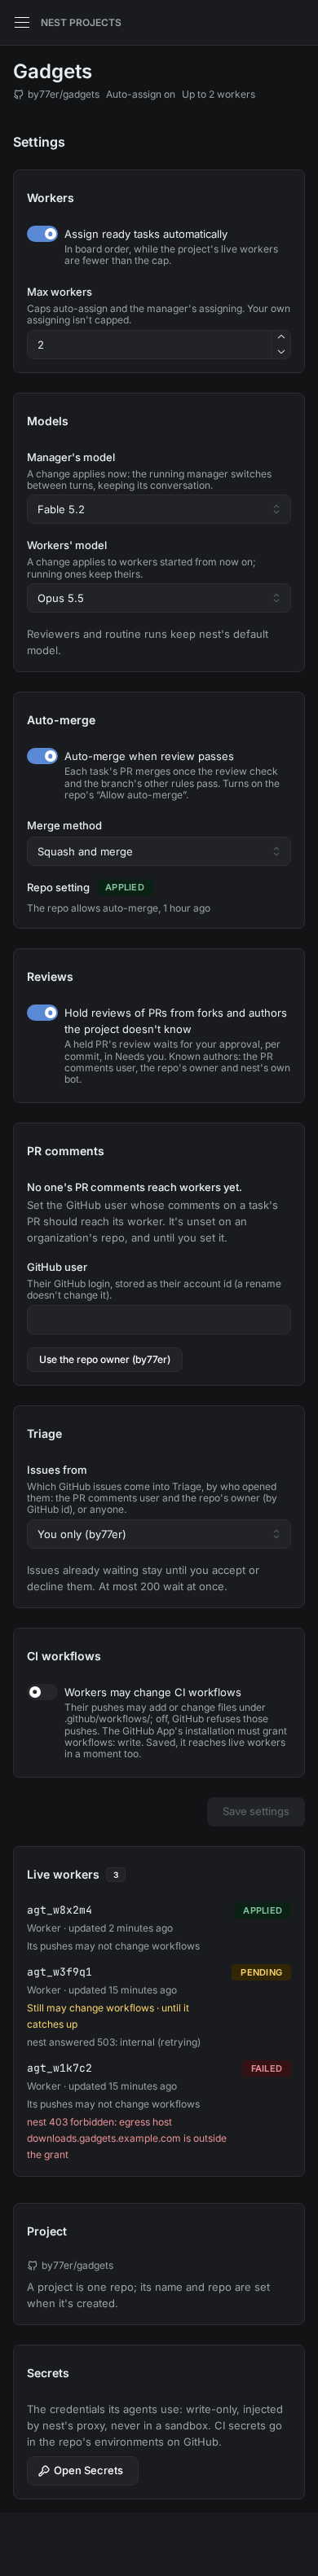 NEST PROJECTS
Gadgets
by77er/gadgets Auto-assign on Up to 2 workers
Settings
Workers
Assign ready tasks automatically
In board order, while the project's live workers
are fewer than the cap.
Max workers
Caps auto-assign and the manager's assigning. Your own
assigning isn't capped.
2
Models
Manager's model
A change applies now: the running manager switches
between turns, keeping its conversation.
Fable 5.2
Workers' model
A change applies to workers started from now on;
running ones keep theirs.
Opus 5.5
Reviewers and routine runs keep nest's default
model.
Auto-merge
Auto-merge when review passes
Each task's PR merges once the review check
and the branch's other rules pass. Turns on the
repo's “Allow auto-merge”.
Merge method
Squash and merge
Repo setting APPLIED
The repo allows auto-merge, 1 hour ago
Reviews
Hold reviews of PRs from forks and authors
the project doesn't know
A held PR's review waits for your approval, per
commit, in Needs you. Known authors: the PR
comments user, the repo's owner and nest's own
bot.
PR comments
No one's PR comments reach workers yet.
Set the GitHub user whose comments on a task's
PR should reach its worker. It's unset on an
organization's repo, and until you set it.
GitHub user
Their GitHub login, stored as their account id (a rename
doesn't change it).
Use the repo owner (by77er)
Triage
Issues from
Which GitHub issues come into Triage, by who opened
them: the PR comments user and the repo's owner (by
GitHub id), or anyone.
You only (by77er)
Issues already waiting stay until you accept or
decline them. At most 200 wait at once.
CI workflows
Workers may change CI workflows
Their pushes may add or change files under
.github/workflows/; off, GitHub refuses those
pushes. The GitHub App's installation must grant
workflows: write. Saved, it reaches live workers
in a moment too.
Save settings
Live workers 3
agt_w8x2m4 APPLIED
Worker · updated 2 minutes ago
Its pushes may not change workflows
agt_w3f9q1 PENDING
Worker · updated 15 minutes ago
Still may change workflows · until it
catches up
nest answered 503: internal (retrying)
agt_w1k7c2 FAILED
Worker · updated 15 minutes ago
Its pushes may not change workflows
nest 403 forbidden: egress host
downloads.gadgets.example.com is outside
the grant
Project
by77er/gadgets
A project is one repo; its name and repo are set
when it's created.
Secrets
The credentials its agents use: write-only, injected
by nest's proxy, never in a sandbox. CI secrets go
in the repo's environments on GitHub.
Open Secrets